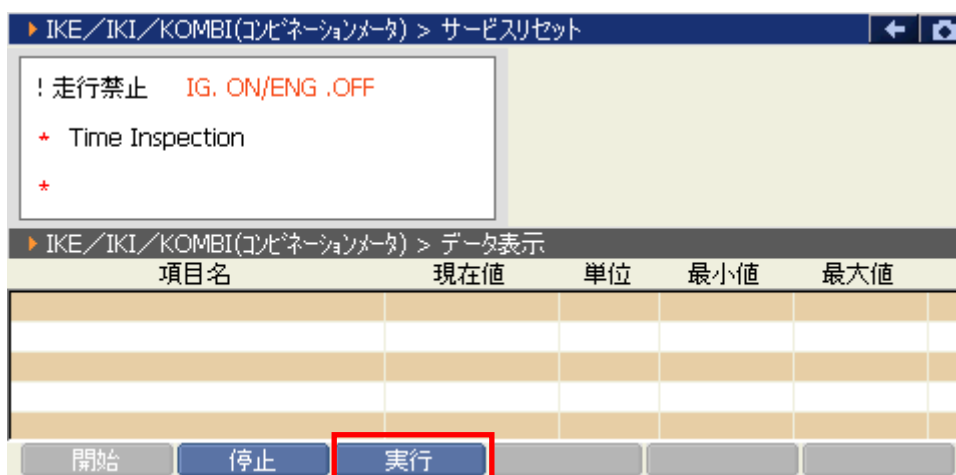 IKE／IKI／KOMBI(ｺﾝﾋﾞﾈｰｼｮﾝﾒｰﾀ) > サービスリセット
! 走行禁止 IG. ON/ENG .OFF
* Time Inspection
*
IKE／IKI／KOMBI(ｺﾝﾋﾞﾈｰｼｮﾝﾒｰﾀ) > データ表示
項目名 現在値 単位 最小値 最大値
開始 停止 実行